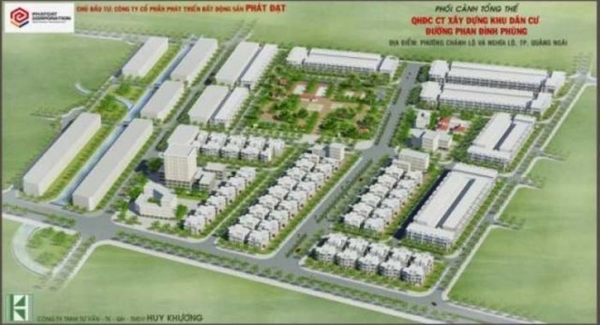 PHATDAT
CORPORATION
CHỦ ĐẦU TƯ: CÔNG TY CỔ PHẦN PHÁT TRIỂN BẤT ĐỘNG SẢN PHÁT ĐẠT
PHỐI CẢNH TỔNG THỂ
QHDC CT XÂY DỰNG KHU DÂN CƯ
ĐƯỜNG PHAN ĐÌNH PHÙNG
ĐỊA ĐIỂM: PHƯỜNG CHÁNH LỘ VÀ NGHĨA LỘ, TP. QUẢNG NGÃI
CÔNG TY TNHH TƯ VẤN - TK - QH - TMDV HUY KHƯƠNG